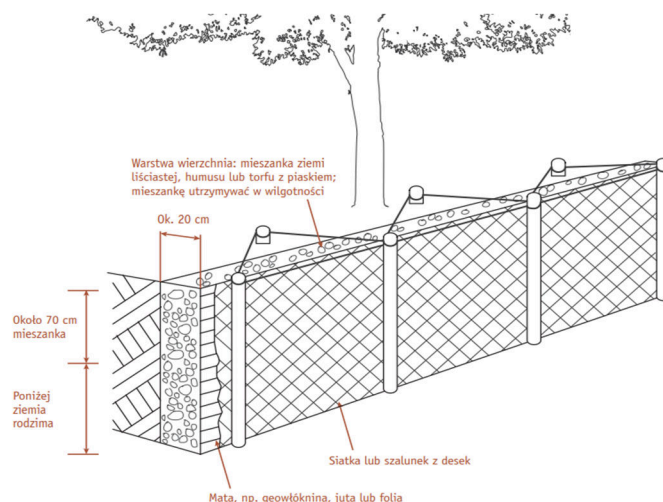 Warstwa wierzchnia: mieszanka ziemi
liściastej, humusu lub torfu z piaskiem;
mieszankę utrzymywać w wilgotności
Ok. 20 cm
Około 70 cm
mieszanka
Poniżej
ziemia
rodzima
Siatka lub szalunek z desek
Mata, np. geowłóknina, juta lub folia